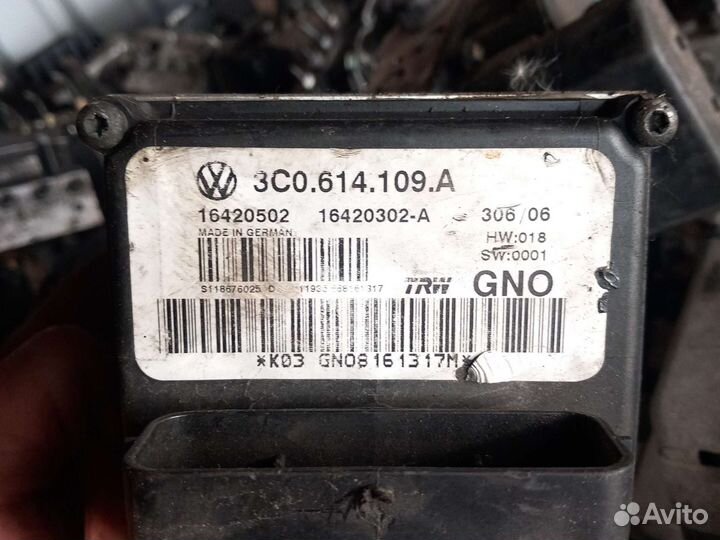 3C0.614.109.A
16420502 16420302-A 306/06
MADE IN GERMANY HW:018
SW:0001
S118676025
TRW GNO
*K03 GN08161317M*
Avito